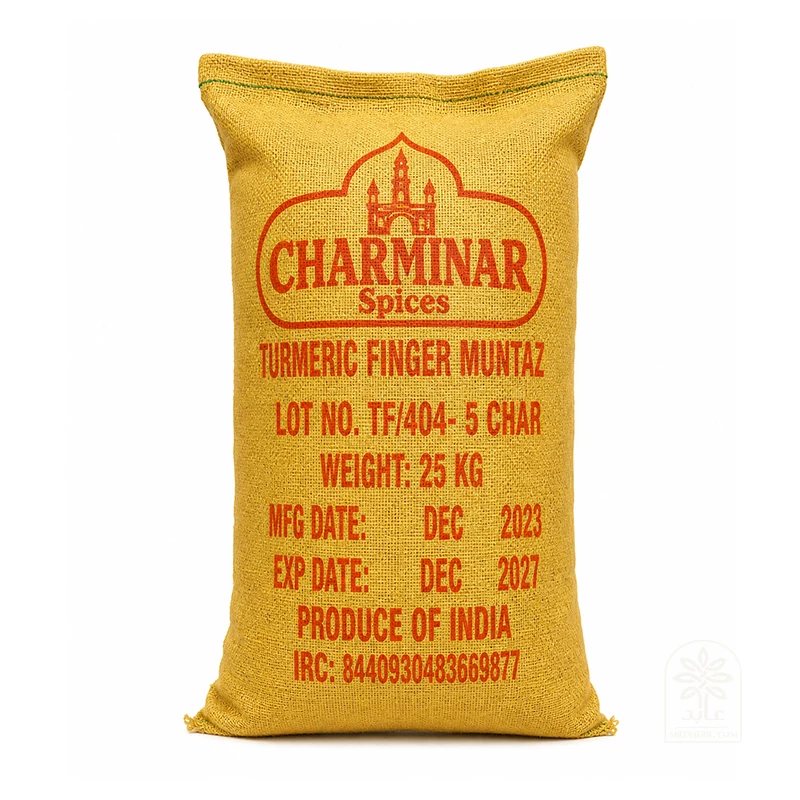 CHARMINAR
Spices
TURMERIC FINGER MUNTAZ
LOT NO. TF/404- 5 CHAR
WEIGHT: 25 KG
MFG DATE: DEC 2023
EXP DATE: DEC 2027
PRODUCE OF INDIA
IRC: 8440930483669877